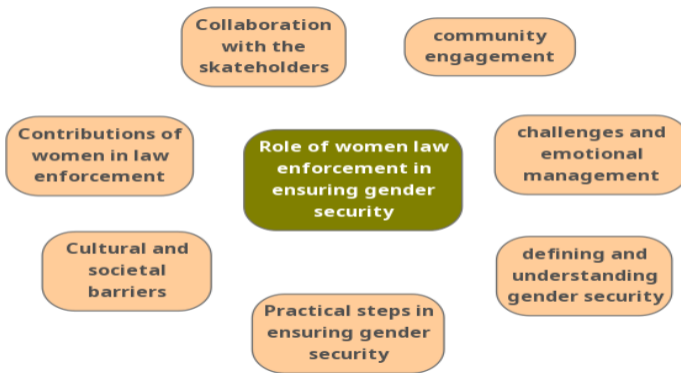 Collaboration
with the
skateholders
community
engagement
Contributions of
women in law
enforcement
Role of women law
enforcement in
ensuring gender
security
challenges and
emotional
management
Cultural and
societal
barriers
defining and
understanding
gender security
Practical steps in
ensuring gender
security